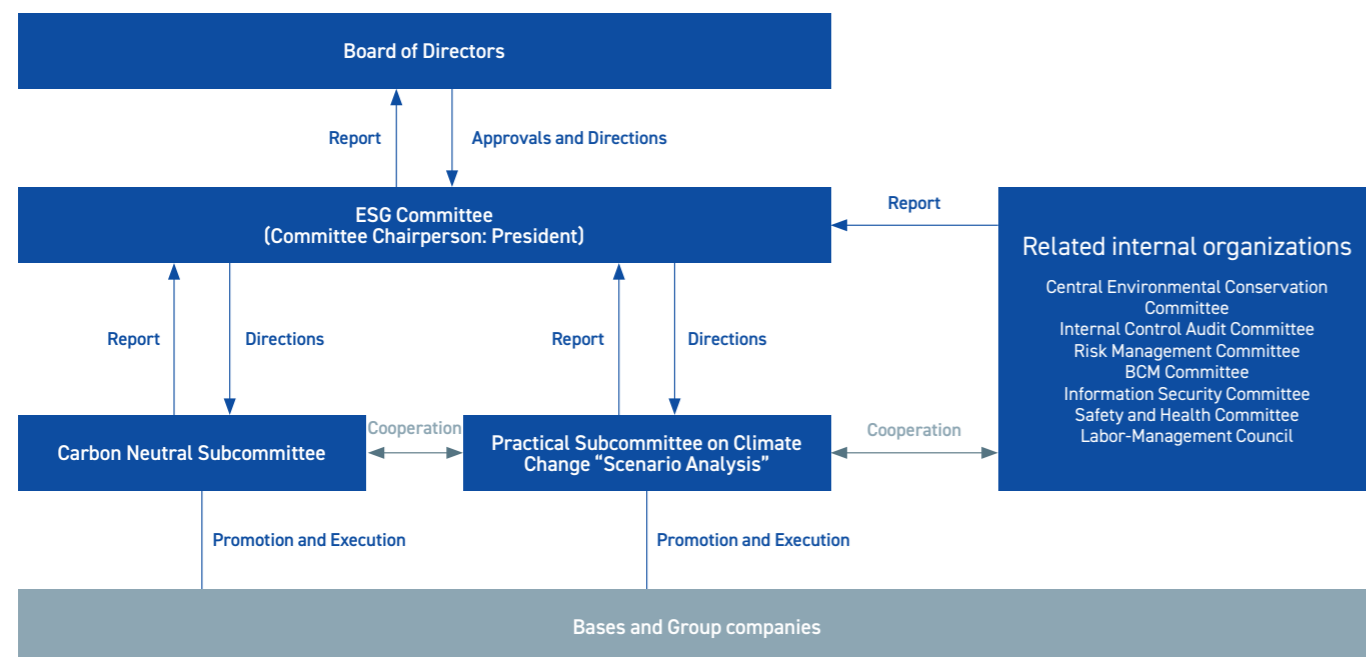 Board of Directors
Report
Approvals and Directions
ESG Committee
(Committee Chairperson: President)
Report
Related internal organizations
Central Environmental Conservation
Committee
Internal Control Audit Committee
Risk Management Committee
BCM Committee
Information Security Committee
Safety and Health Committee
Labor-Management Council
Report
Directions
Report
Directions
Carbon Neutral Subcommittee
Cooperation
Practical Subcommittee on Climate
Change “Scenario Analysis”
Cooperation
Promotion and Execution
Promotion and Execution
Bases and Group companies